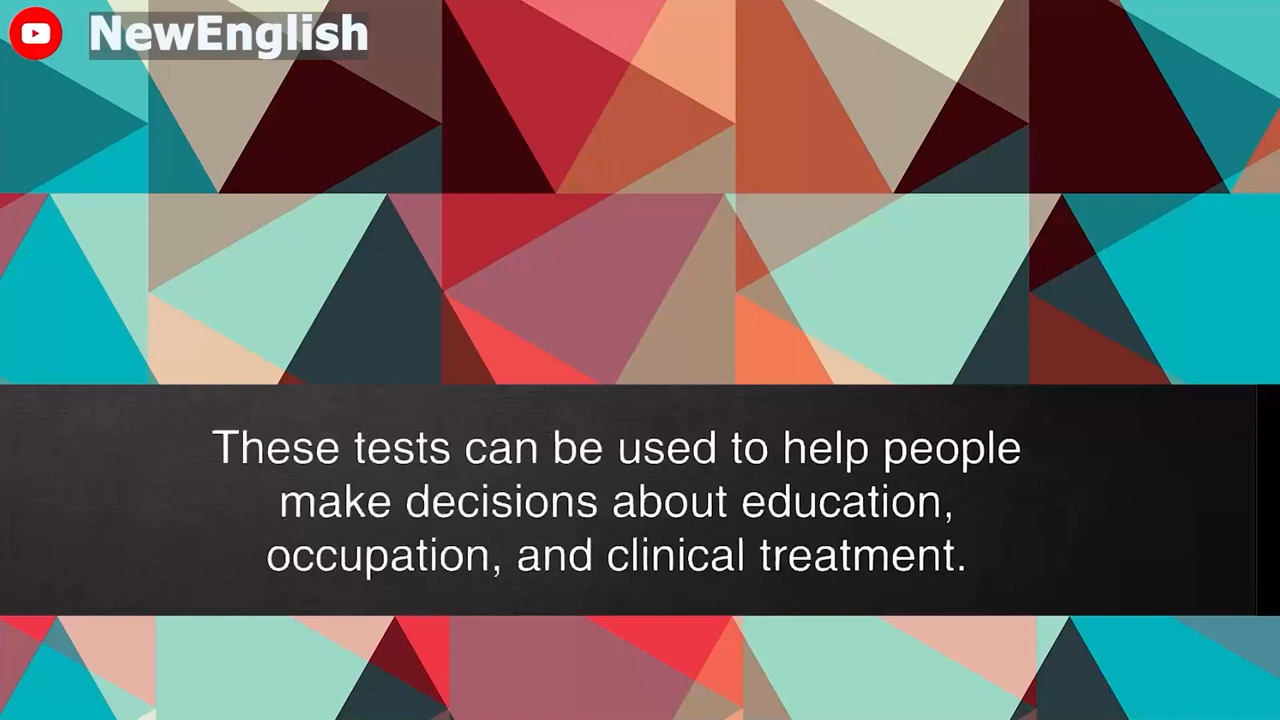 NewEnglish
These tests can be used to help people
make decisions about education,
occupation, and clinical treatment.